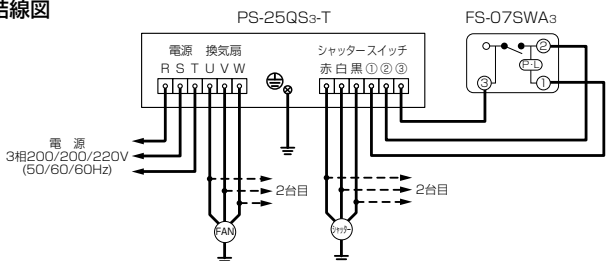 結線図
PS-25QS3-T
FS-07SWA3
電源 換気扇
シャッタースイッチ
R S T U V W
赤 白 黒 ① ② ③
②
P·L
③
①
電 源
3相200/200/220V
(50/60/60Hz)
2台目
2台目
FAN
シャッター